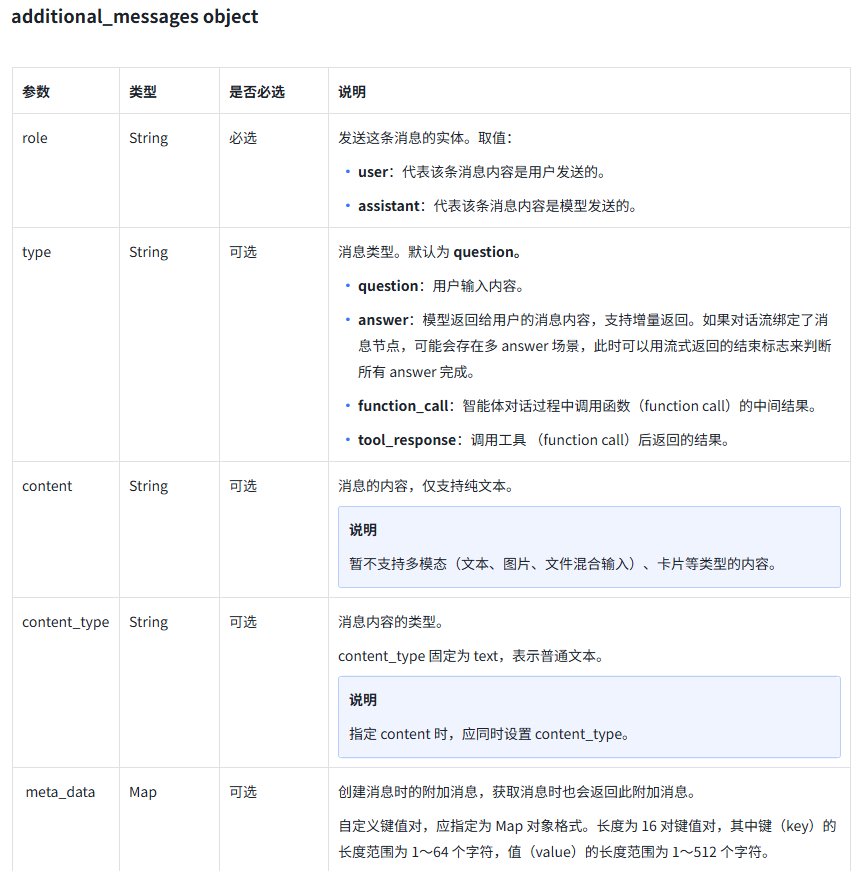 additional_messages object
参数 类型 是否必选 说明
role String 必选 发送这条消息的实体。取值：
• user：代表该条消息内容是用户发送的。
• assistant：代表该条消息内容是模型发送的。
type String 可选 消息类型。默认为 question。
• question：用户输入内容。
• answer：模型返回给用户的消息内容，支持增量返回。如果对话流绑定了消
息节点，可能会存在多 answer 场景，此时可以用流式返回的结束标志来判断
所有 answer 完成。
• function_call：智能体对话过程中调用函数（function call）的中间结果。
• tool_response：调用工具 （function call）后返回的结果。
content String 可选 消息的内容，仅支持纯文本。
说明
暂不支持多模态（文本、图片、文件混合输入）、卡片等类型的内容。
content_type String 可选 消息内容的类型。
content_type 固定为 text，表示普通文本。
说明
指定 content 时，应同时设置 content_type。
meta_data Map 可选 创建消息时的附加消息，获取消息时也会返回此附加消息。
自定义键值对，应指定为 Map 对象格式。长度为 16 对键值对，其中键（key）的
长度范围为 1～64 个字符，值（value）的长度范围为 1～512 个字符。